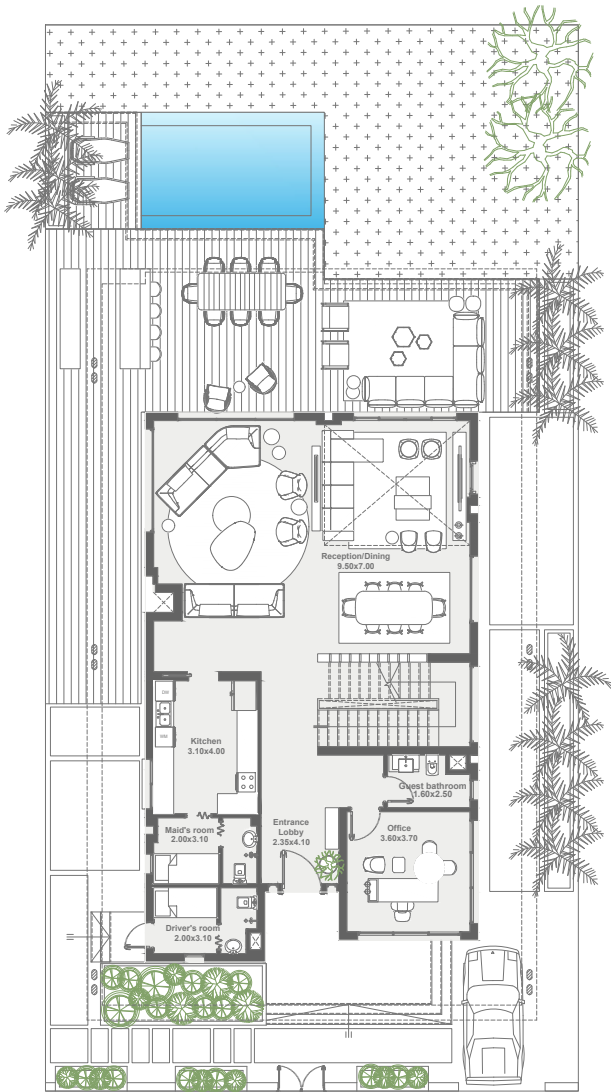 Reception/Dining
9.50x7.00
DW
WM
Kitchen
3.10x4.00
Guest bathroom
1.60x2.50
Entrance
Lobby
2.35x4.10
Office
3.60x3.70
Maid's room
2.00x3.10
Driver's room
2.00x3.10